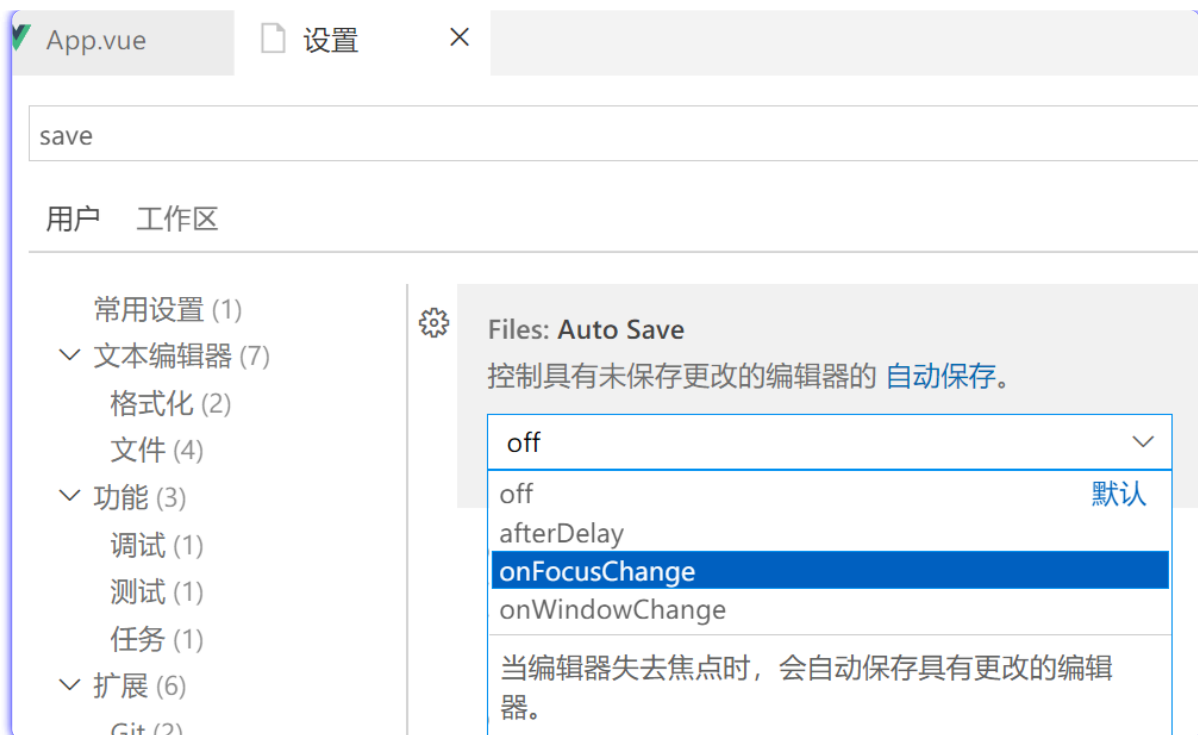 App.vue
设置
save
用户 工作区
常用设置 (1)
文本编辑器 (7)
格式化 (2)
文件 (4)
功能 (3)
调试 (1)
测试 (1)
任务 (1)
扩展 (6)
Git (2)
Files: Auto Save
控制具有未保存更改的编辑器的 自动保存。
off
off 默认
afterDelay
onFocusChange
onWindowChange
当编辑器失去焦点时，会自动保存具有更改的编辑
器。